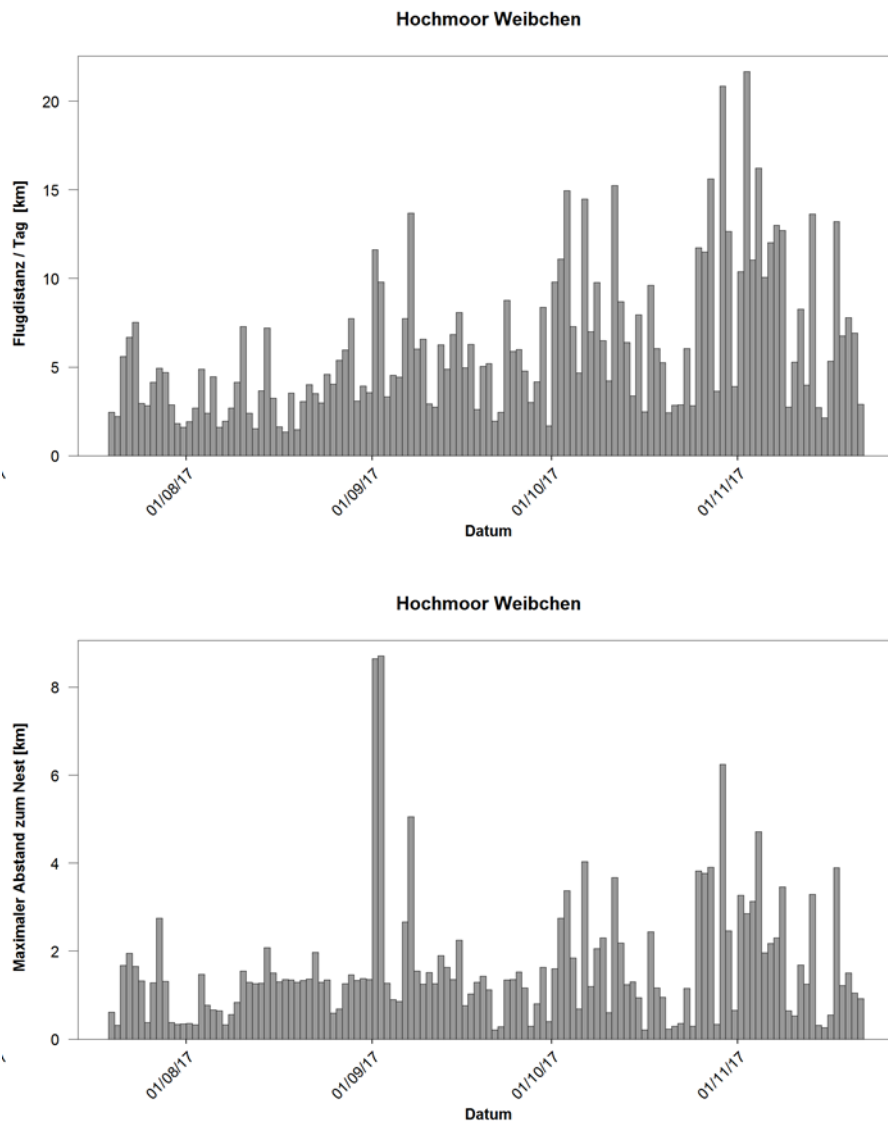 Hochmoor Weibchen
Flugdistanz / Tag [km]
20
15
10
5
0
01/08/17 01/09/17 01/10/17 01/11/17
Datum
Hochmoor Weibchen
Maximaler Abstand zum Nest [km]
8
6
4
2
0
01/08/17 01/09/17 01/10/17 01/11/17
Datum